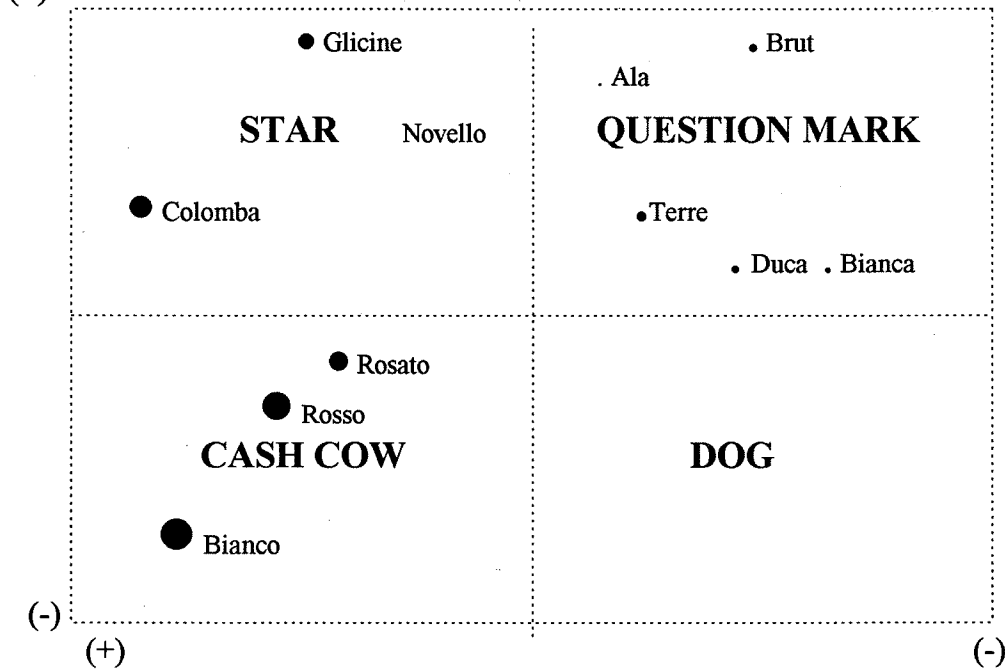 Glicine
Brut
Ala
STAR
Novello
QUESTION MARK
Colomba
Terre
Duca
Bianca
Rosato
Rosso
CASH COW
DOG
Bianco
(-)
(+)
(-)